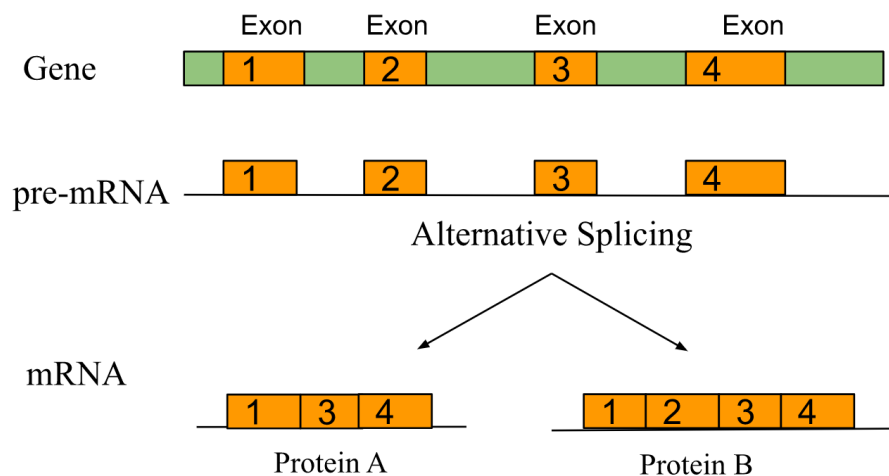 Exon Exon Exon Exon
Gene 1 2 3 4
pre-mRNA 1 2 3 4
Alternative Splicing
mRNA 1 3 4 1 2 3 4
Protein A Protein B